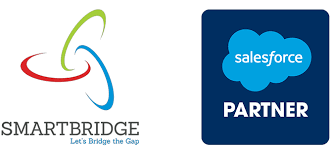 SMARTBRIDGE
Let's Bridge the Gap
salesforce
PARTNER